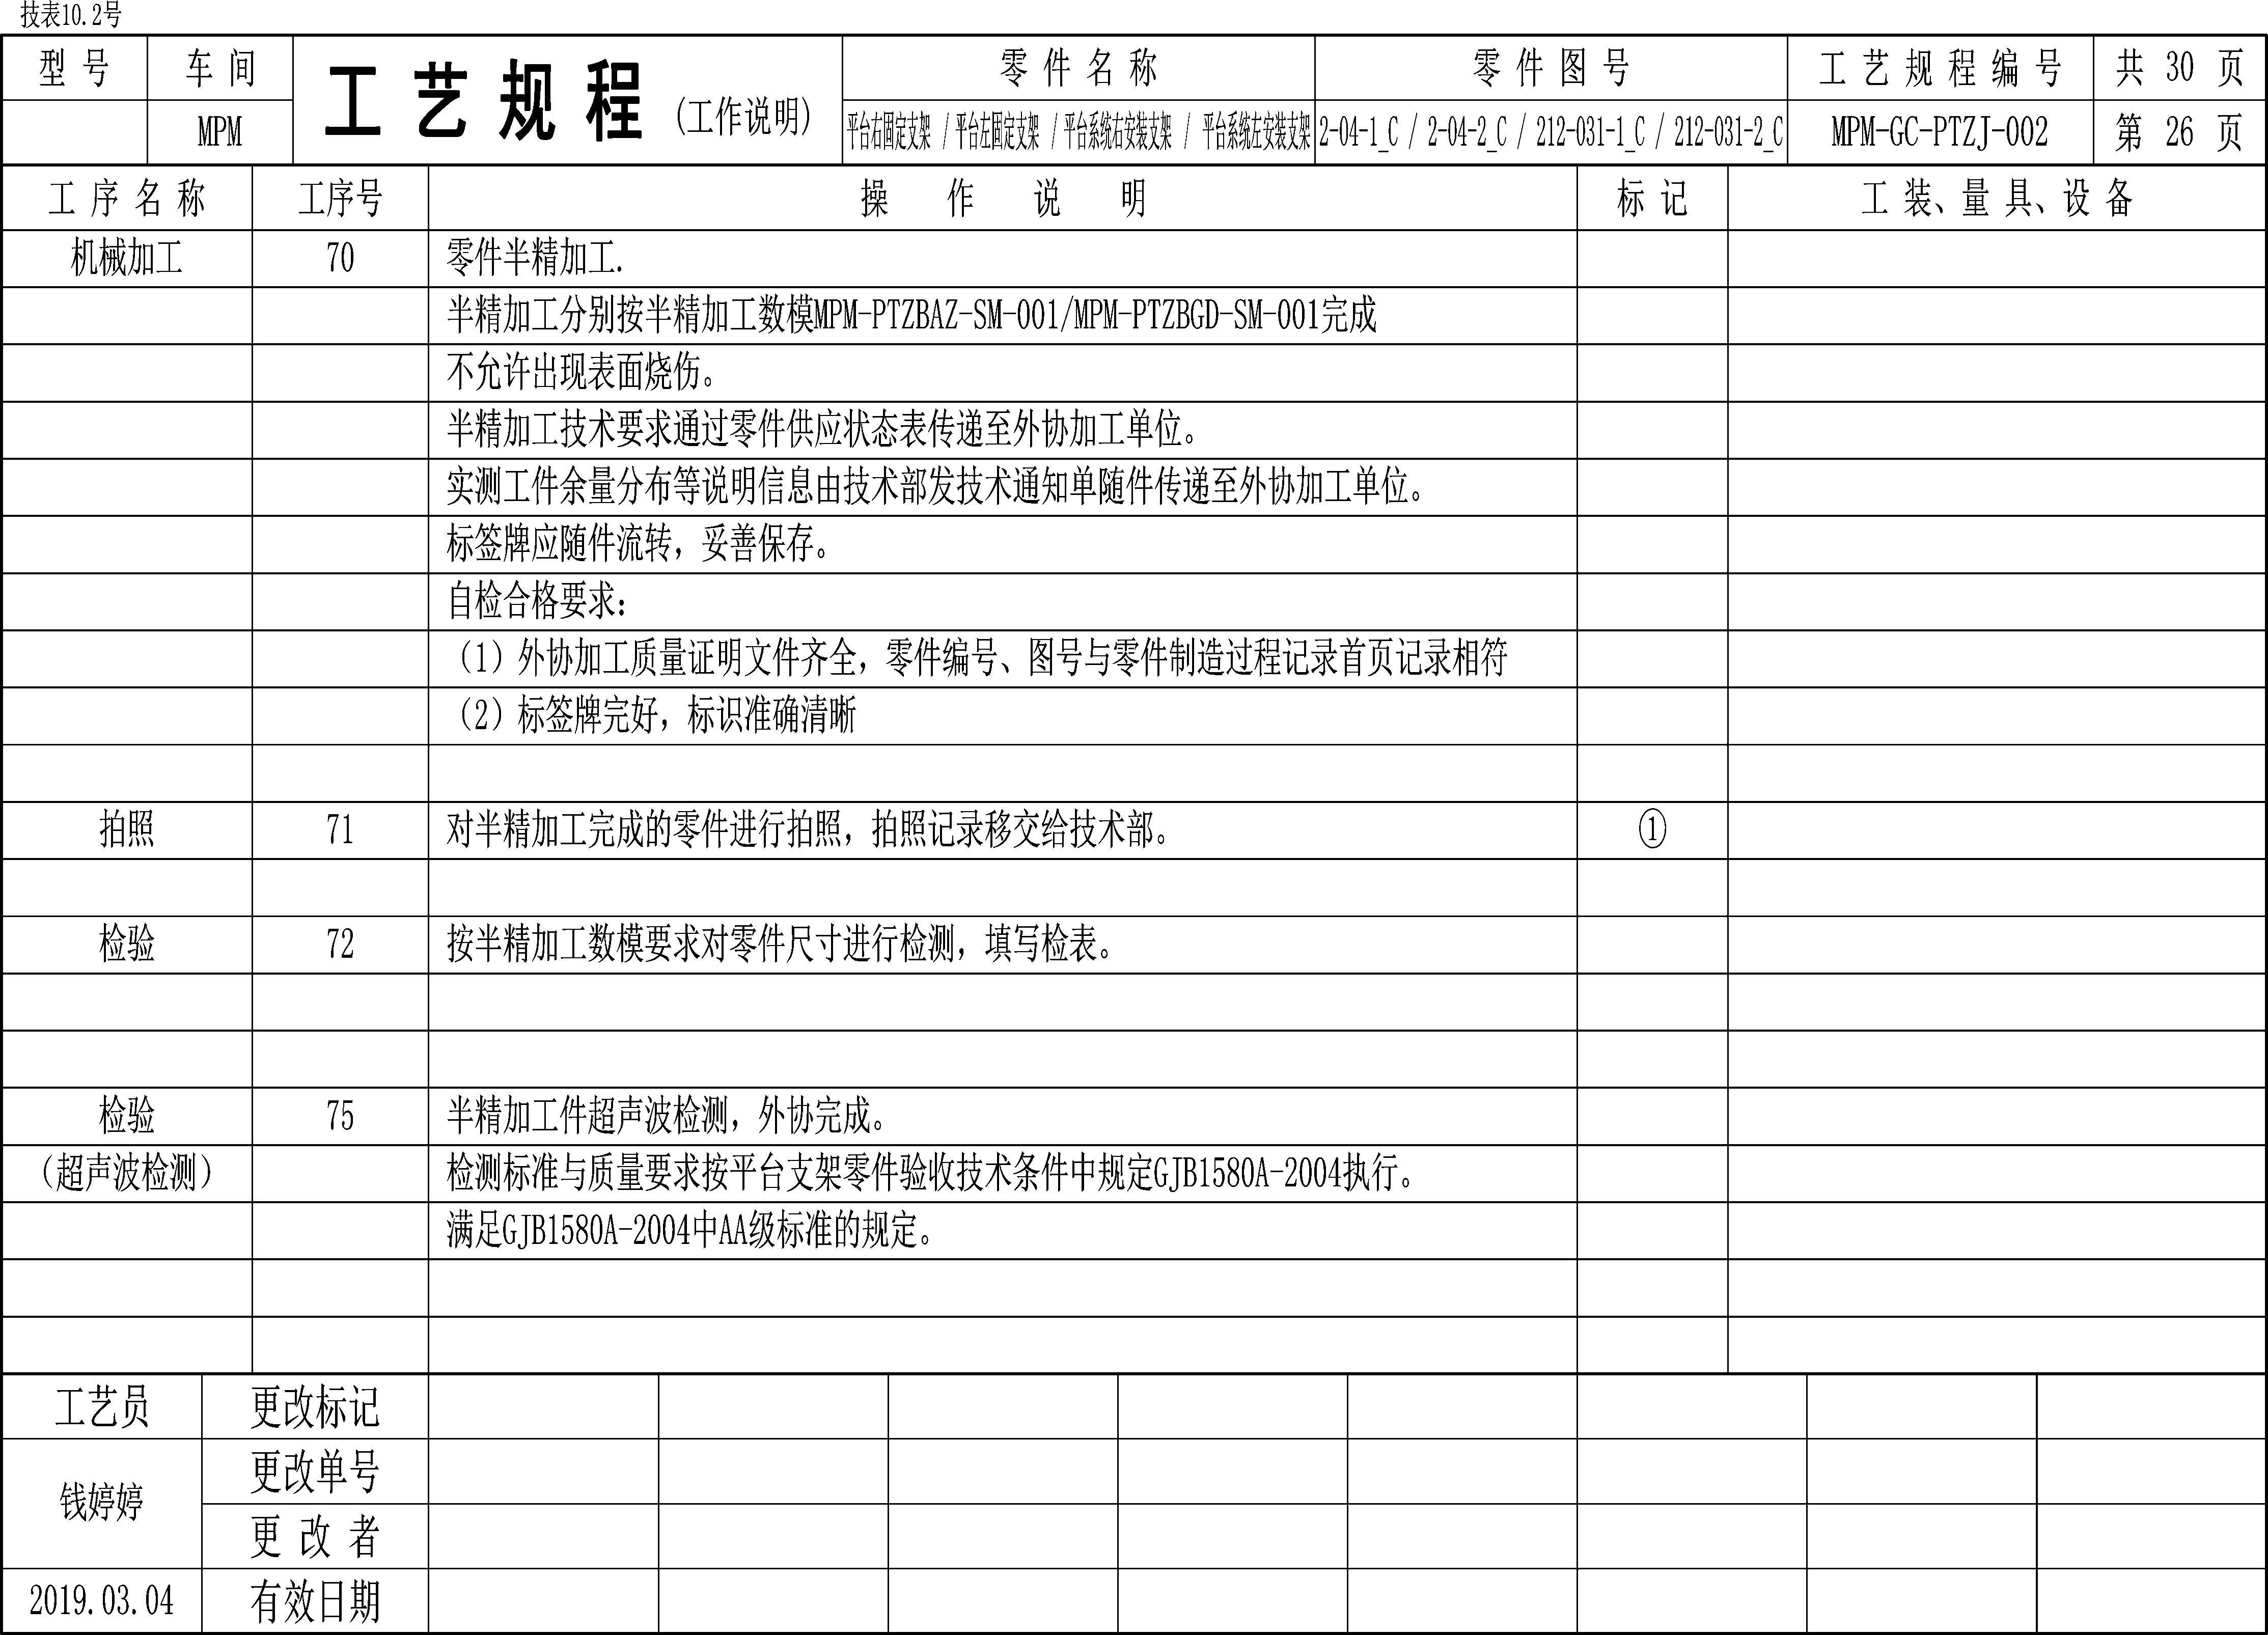 技表10.2号
型 号 车 间 工 艺 规 程 (工作说明) 零 件 名 称 零 件 图 号 工 艺 规 程 编 号 共 30 页
MPM 平台右固定支架 / 平台左固定支架 / 平台系统右安装支架 / 平台系统左安装支架 2-04-1_C / 2-04-2_C / 212-031-1_C / 212-031-2_C MPM-GC-PTZJ-002 第 26 页
工 序 名 称 工序号 操 作 说 明 标 记 工 装、量 具、设 备
机械加工 70 零件半精加工.
半精加工分别按半精加工数模MPM-PTZBAZ-SM-001/MPM-PTZBGD-SM-001完成
不允许出现表面烧伤。
半精加工技术要求通过零件供应状态表传递至外协加工单位。
实测工件余量分布等说明信息由技术部发技术通知单随件传递至外协加工单位。
标签牌应随件流转，妥善保存。
自检合格要求：
（1）外协加工质量证明文件齐全，零件编号、图号与零件制造过程记录首页记录相符
（2）标签牌完好，标识准确清晰
拍照 71 对半精加工完成的零件进行拍照，拍照记录移交给技术部。 ①
检验 72 按半精加工数模要求对零件尺寸进行检测，填写检表。
检验 75 半精加工件超声波检测，外协完成。
（超声波检测） 检测标准与质量要求按平台支架零件验收技术条件中规定GJB1580A-2004执行。
满足GJB1580A-2004中AA级标准的规定。
工艺员 更改标记
钱婷婷 更改单号
更 改 者
2019.03.04 有效日期